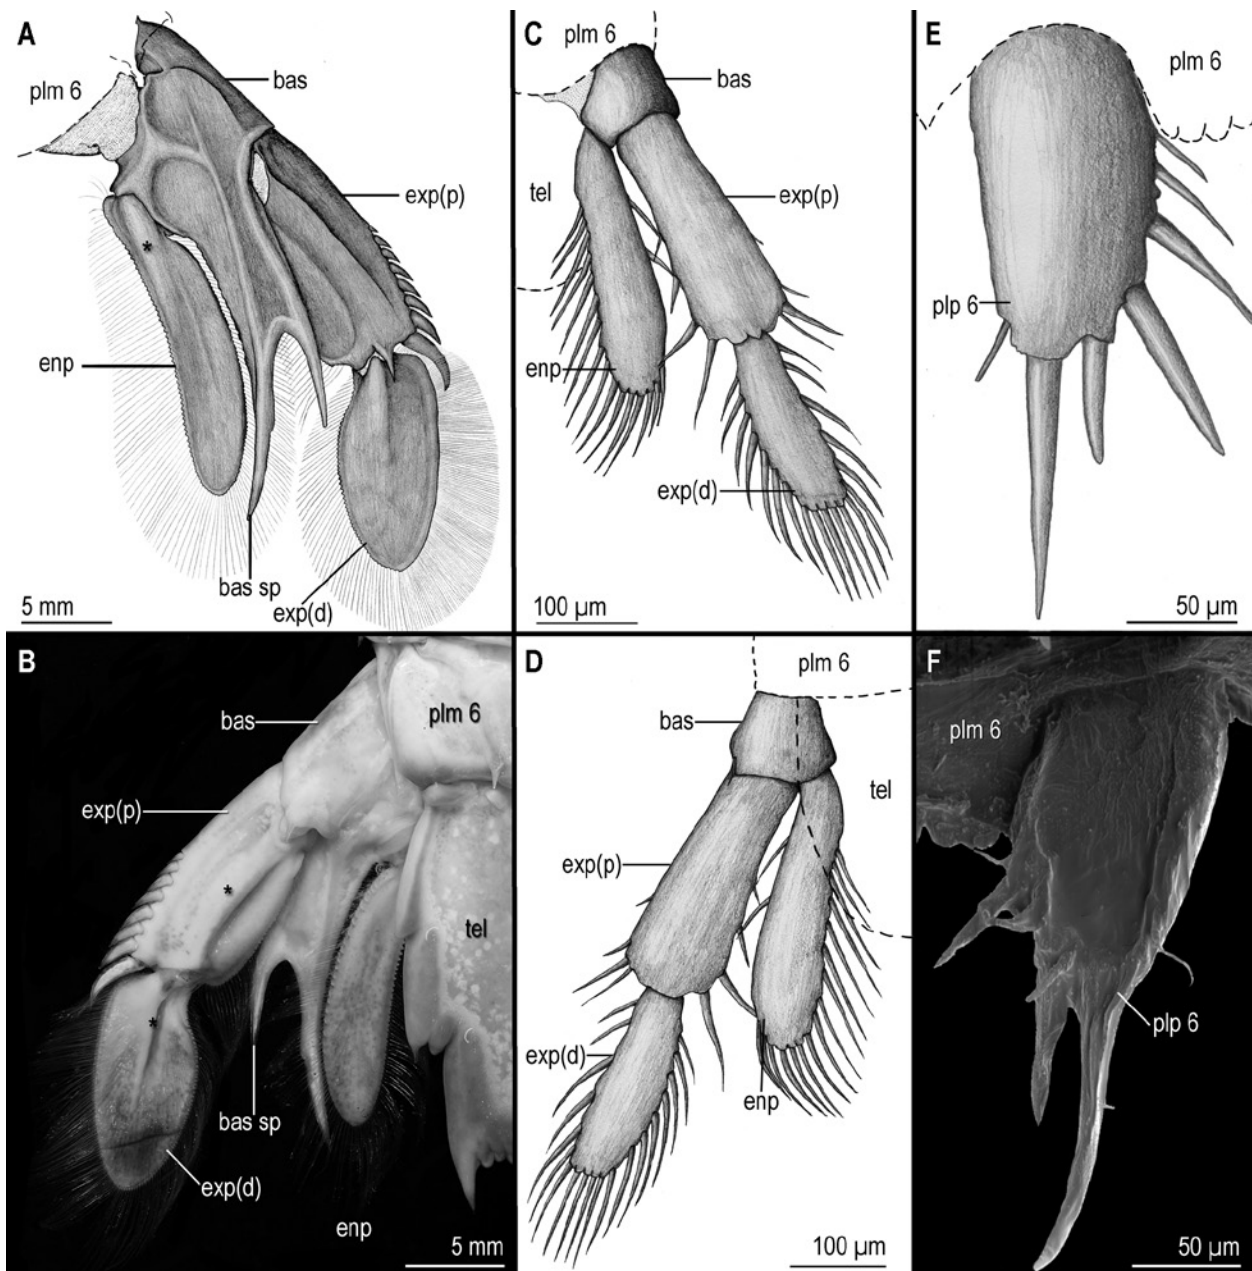 A
plm 6
bas
exp(p)
*
enp
bas sp
exp(d)
5 mm
B
bas
plm 6
exp(p)
*
tel
*
bas sp
exp(d)
enp
5 mm
C
plm 6
bas
tel
exp(p)
enp
exp(d)
100 µm
D
plm 6
bas
tel
exp(p)
exp(d)
enp
100 µm
E
plm 6
plp 6
50 µm
F
plm 6
plp 6
50 µm